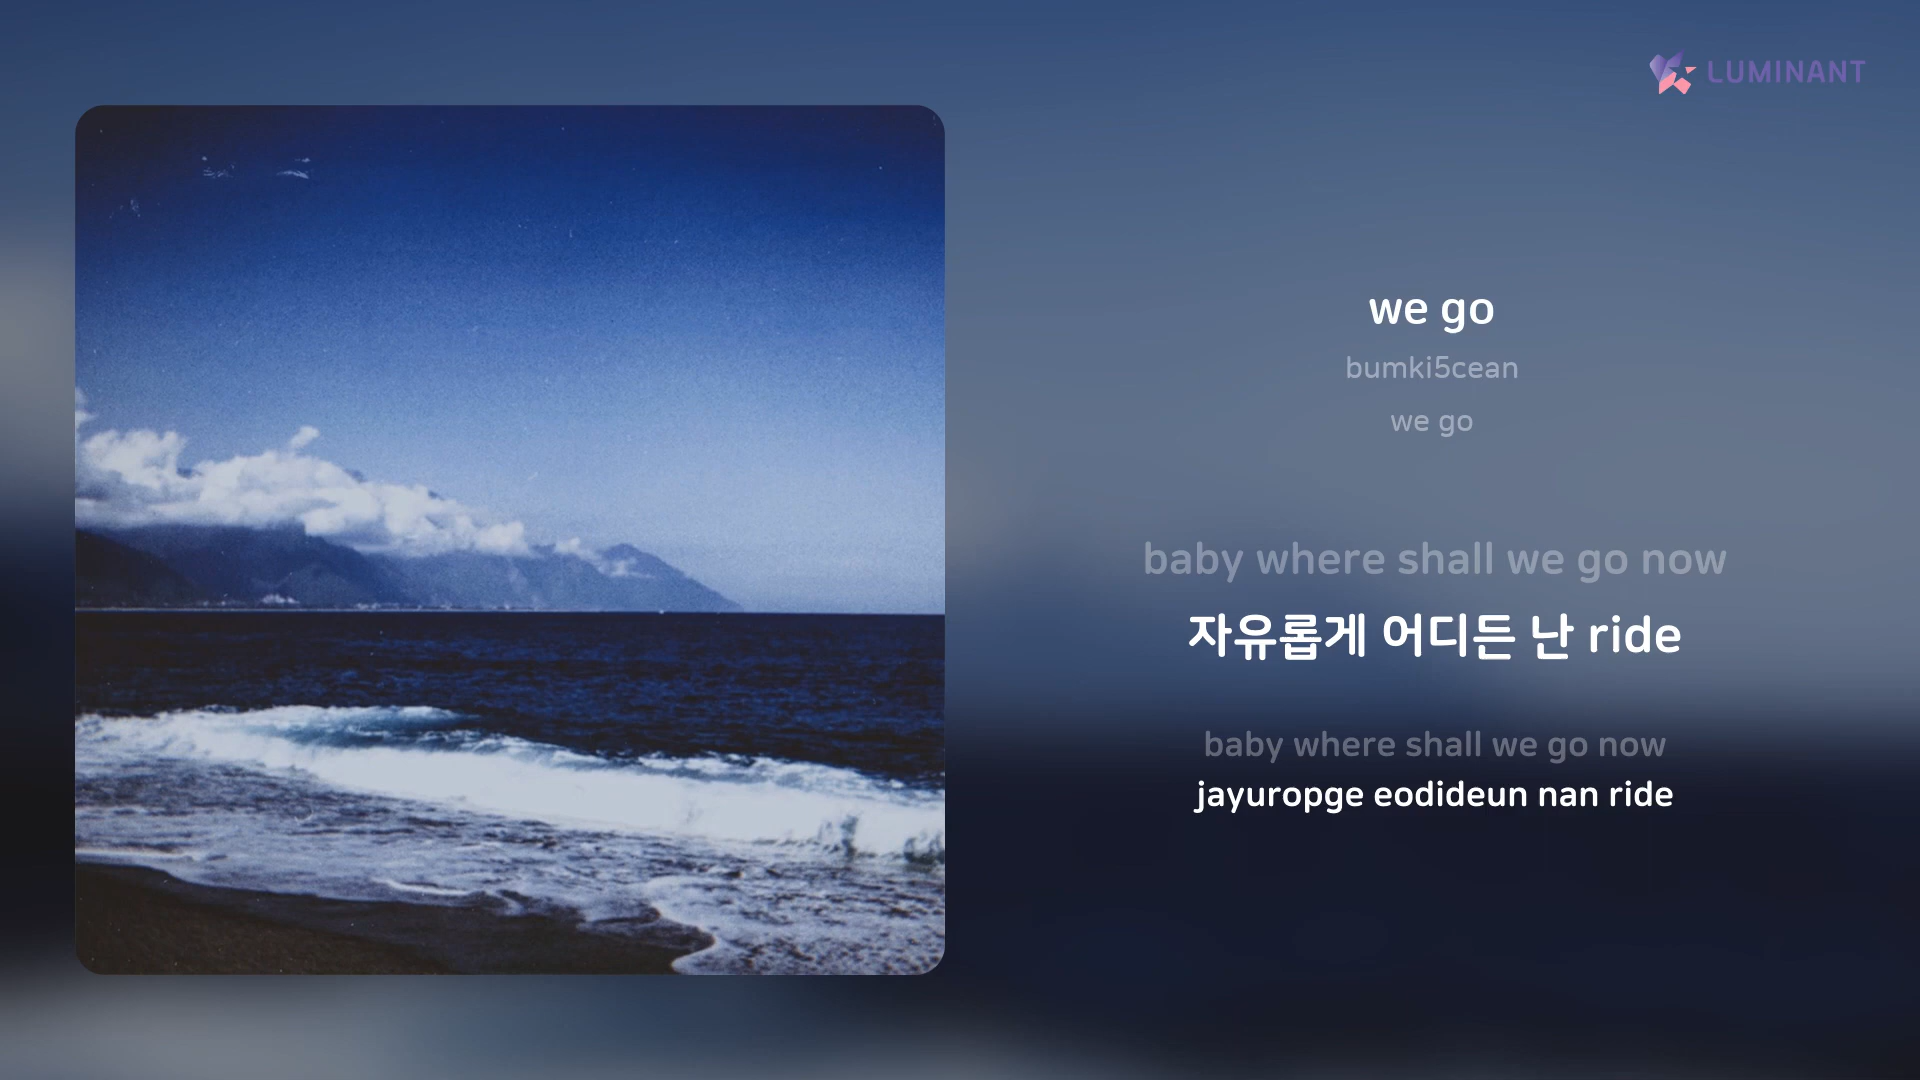 LUMINANT
we go
bumki5cean
we go
baby where shall we go now
자유롭게 어디든 난 ride
baby where shall we go now
jayuropge eodideun nan ride